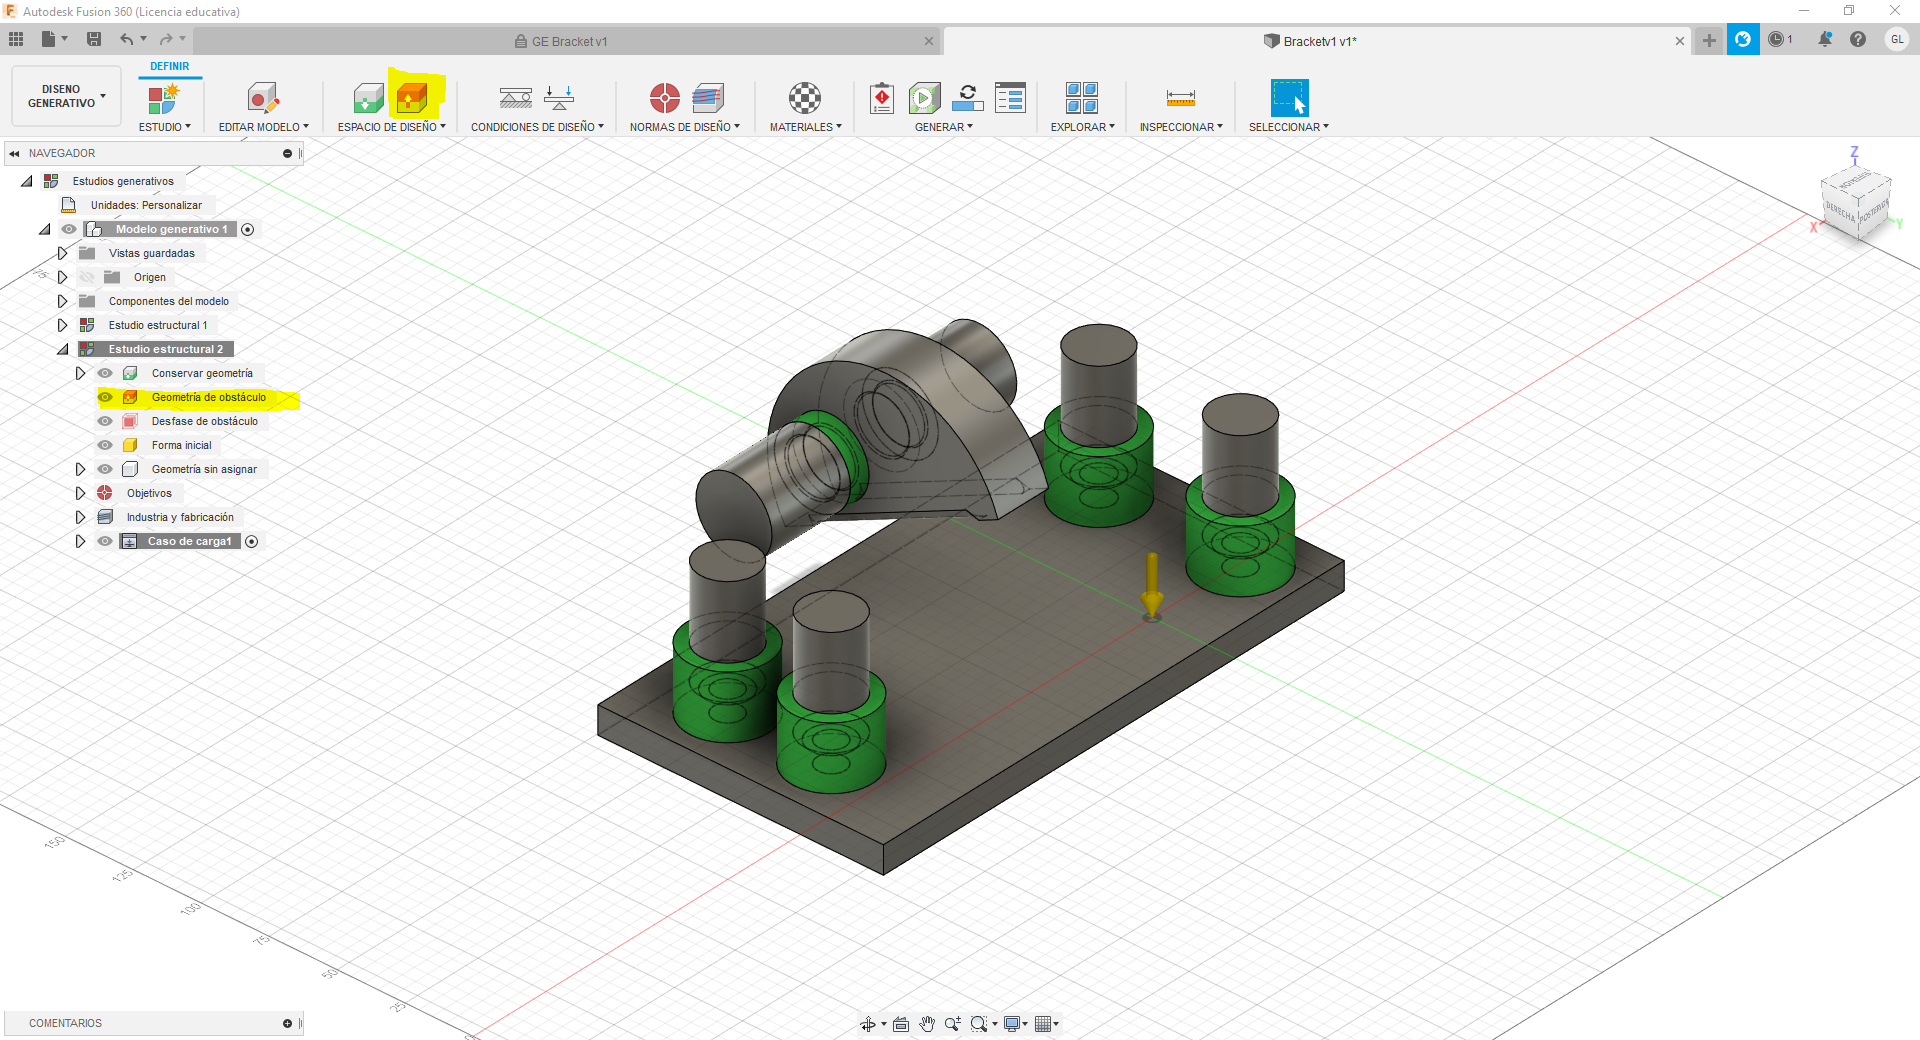 Autodesk Fusion 360 (Licencia educativa)
GE Bracket v1
Bracketv1 v1*
1
GL
DISENO
GENERATIVO
DEFINIR
ESTUDIO
EDITAR MODELO
ESPACIO DE DISEÑO
CONDICIONES DE DISEÑO
NORMAS DE DISEÑO
MATERIALES
GENERAR
EXPLORAR
INSPECCIONAR
SELECCIONAR
NAVEGADOR
Estudios generativos
Unidades: Personalizar
Modelo generativo 1
Vistas guardadas
Origen
Componentes del modelo
Estudio estructural 1
Estudio estructural 2
Conservar geometría
Geometría de obstáculo
Desfase de obstáculo
Forma inicial
Geometría sin asignar
Objetivos
Industria y fabricación
Caso de carga1
Z
DERECHA
POSTERIOR
X
Y
75
150
125
100
75
50
25
COMENTARIOS